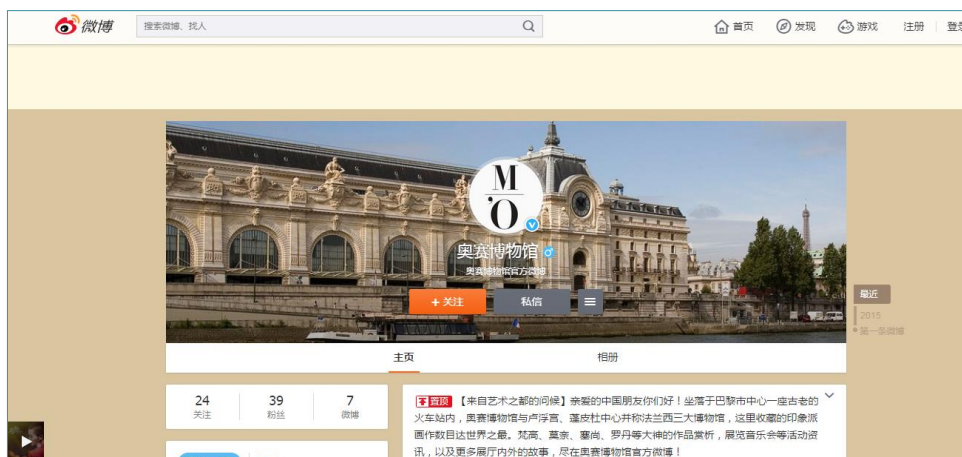 微博
搜索微博、找人
首页 发现 游戏 注册 登录
M
'O
奥赛博物馆
奥赛博物馆官方微博
+关注 私信
最近
2015
第一条微博
主页 相册
24 39 7
关注 粉丝 微博
置顶 【来自艺术之都的问候】亲爱的中国朋友你们好！坐落于巴黎市中心一座古老的
火车站内，奥赛博物馆与卢浮宫、蓬皮杜中心并称法兰西三大博物馆，这里收藏的印象派
画作数目达世界之最。梵高、莫奈、塞尚、罗丹等大神的作品赏析，展览音乐会等活动资
讯，以及更多展厅内外的故事，尽在奥赛博物馆官方微博！